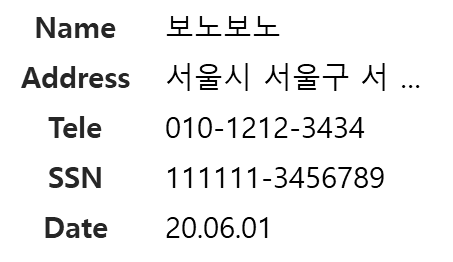 Name 보노보노
Address 서울시 서울구 서 ...
Tele 010-1212-3434
SSN 111111-3456789
Date 20.06.01